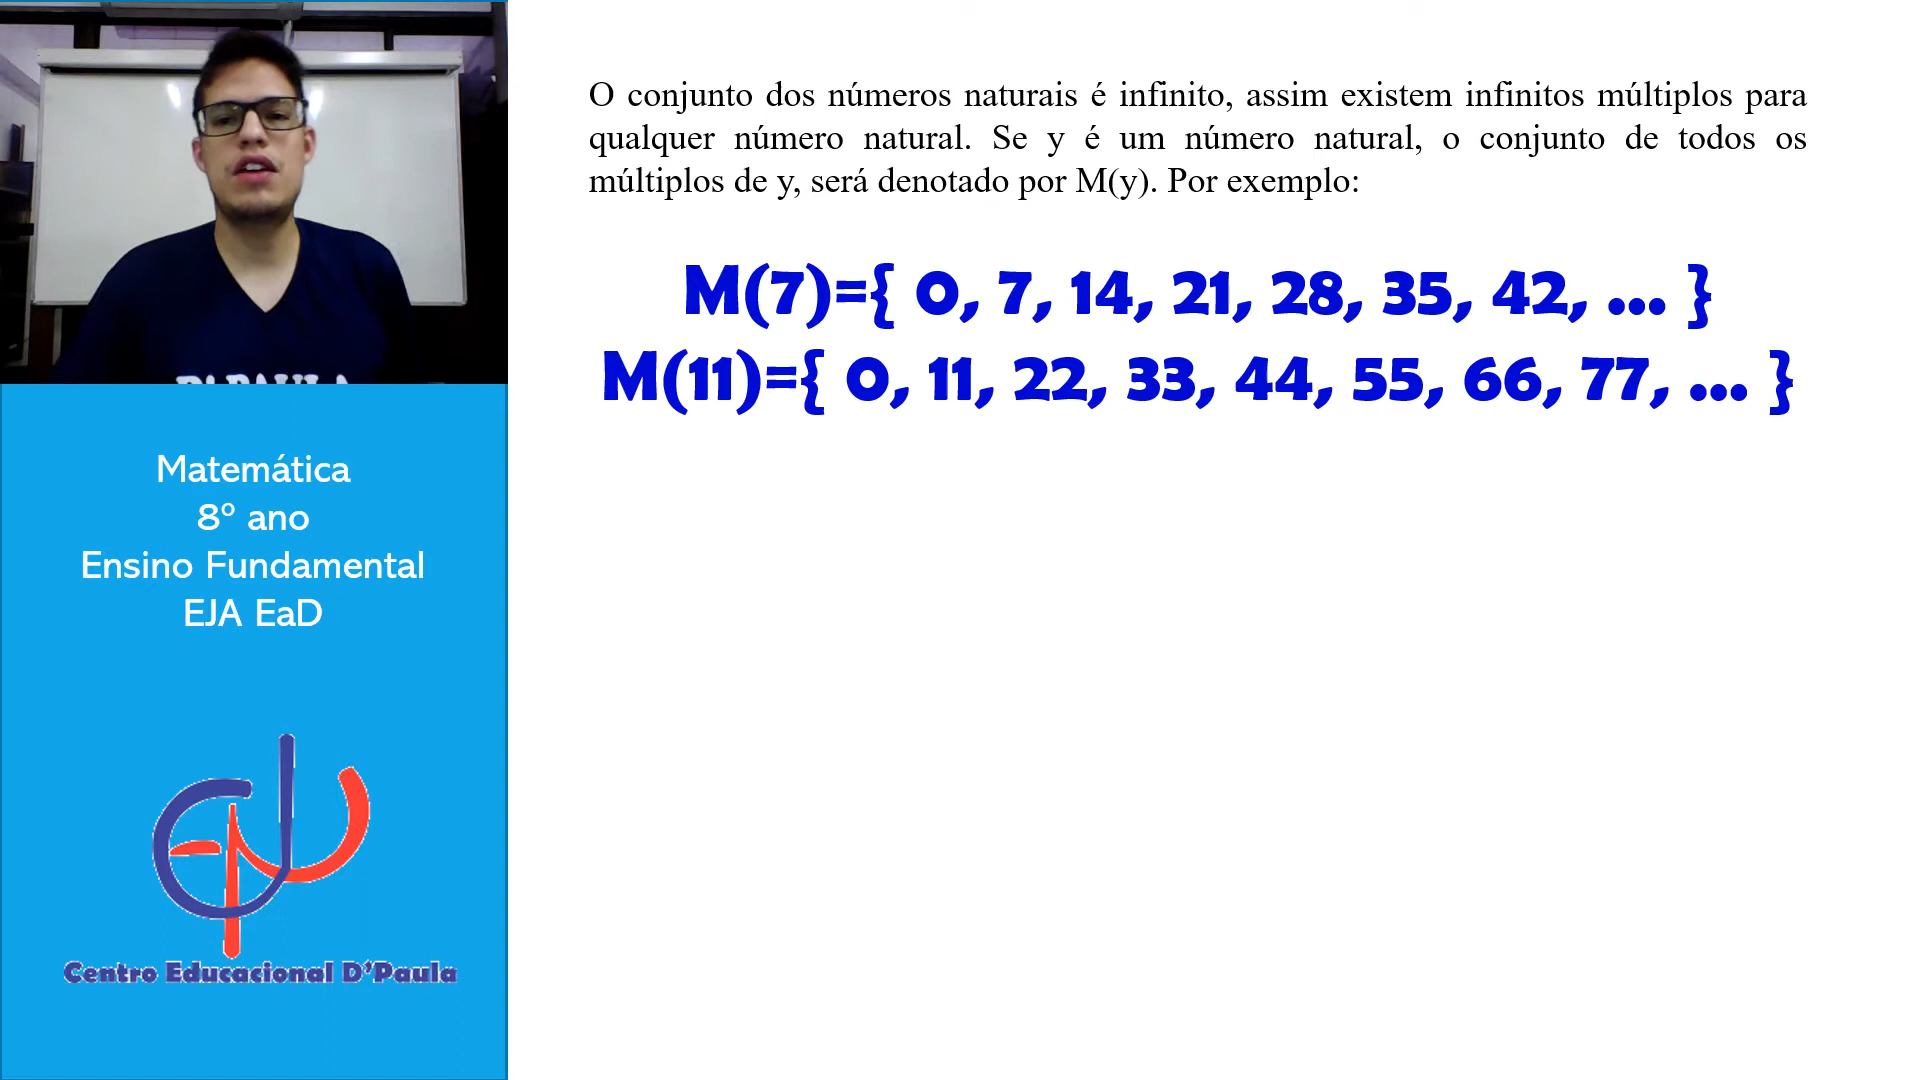 O conjunto dos números naturais é infinito, assim existem infinitos múltiplos para
qualquer número natural. Se y é um número natural, o conjunto de todos os
múltiplos de y, será denotado por M(y). Por exemplo:
M(7)={ 0, 7, 14, 21, 28, 35, 42, ... }
M(11)={ 0, 11, 22, 33, 44, 55, 66, 77, ... }
Matemática
8º ano
Ensino Fundamental
EJA EaD
Centro Educacional D'Paula